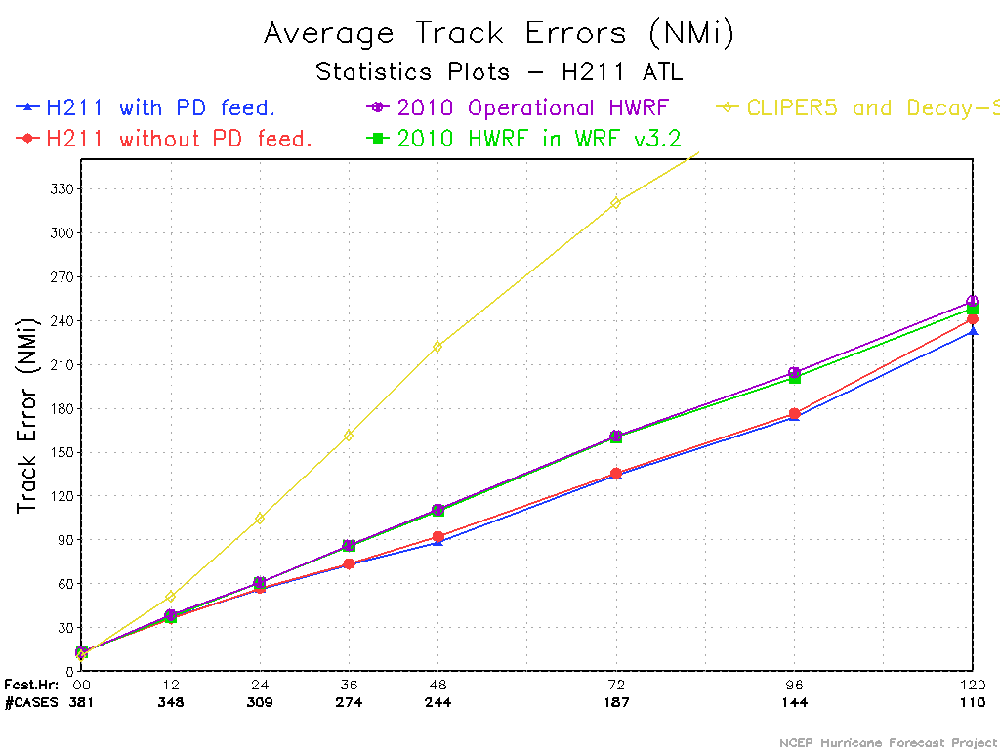 Average Track Errors (NMi)
Statistics Plots – H211 ATL
H211 with PD feed. 2010 Operational HWRF CLIPER5 and Decay-S
H211 without PD feed. 2010 HWRF in WRF v3.2
330
300
270
240
210
180
150
120
90
60
30
0
Track Error (NMi)
Fcst.Hr: 00 12 24 36 48 72 96 120
#CASES 381 348 309 274 244 187 144 110
NCEP Hurricane Forecast Project